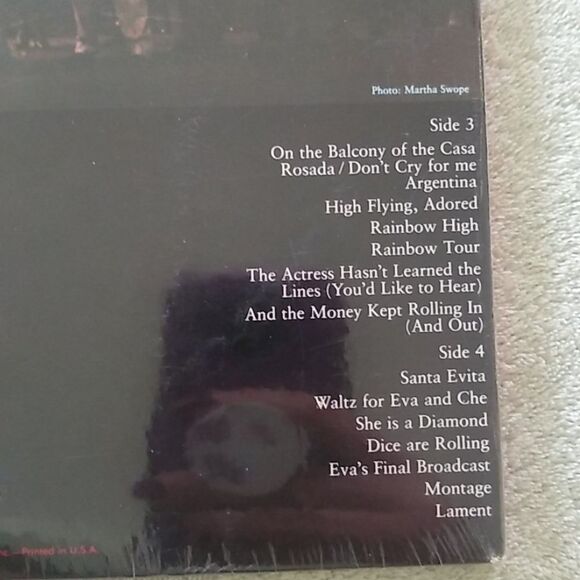 Photo: Martha Swope
Side 3
On the Balcony of the Casa
Rosada/Don't Cry for me
Argentina
High Flying, Adored
Rainbow High
Rainbow Tour
The Actress Hasn't Learned the
Lines (You'd Like to Hear)
And the Money Kept Rolling In
(And Out)
Side 4
Santa Evita
Waltz for Eva and Che
She is a Diamond
Dice are Rolling
Eva's Final Broadcast
Montage
Lament
nc.—Printed in U.S.A.